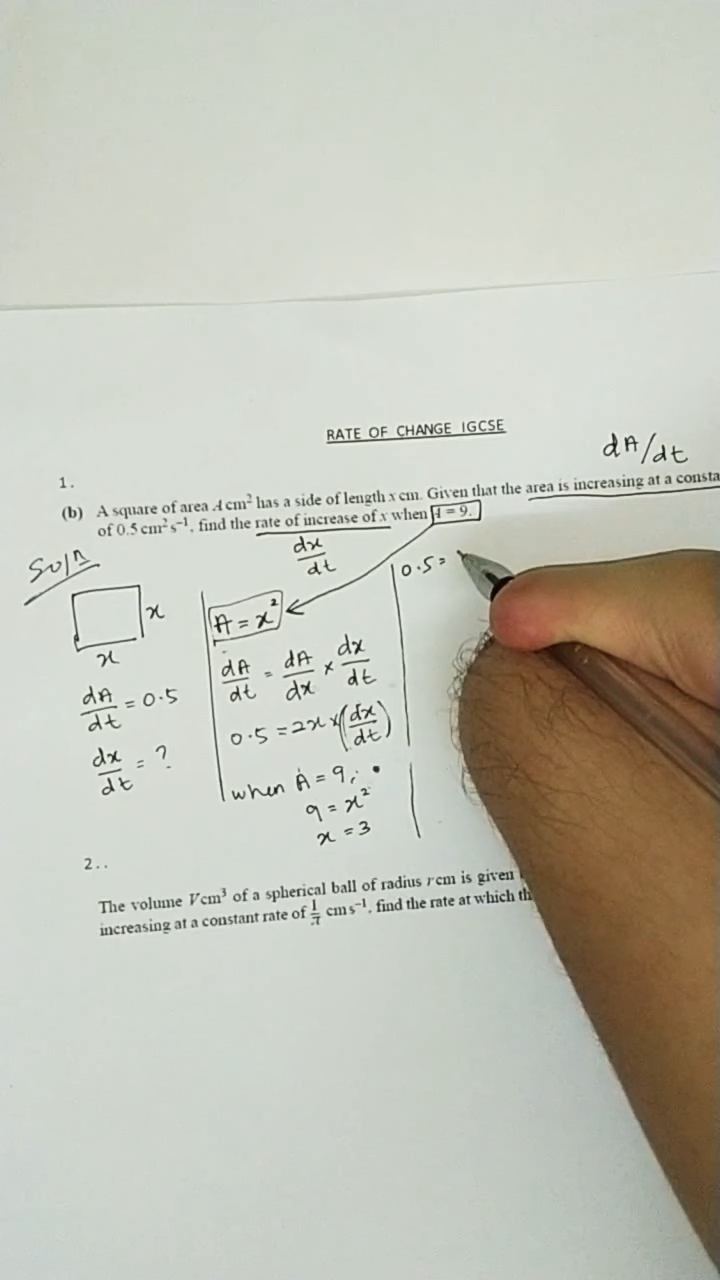 RATE OF CHANGE IGCSE
dA/dt
1.
(b) A square of area A cm² has a side of length x cm. Given that the area is increasing at a consta
of 0.5 cm² s⁻¹, find the rate of increase of x when A = 9.
dx/dt
Soln
x
x
dA/dt = 0.5
dx/dt = ?
A = x²
dA/dt = dA/dx × dx/dt
0.5 = 2x × (dx/dt)
when A = 9,
9 = x²
x = 3
0.5 =
2..
The volume V cm³ of a spherical ball of radius r cm is given
increasing at a constant rate of 1/π cm s⁻¹, find the rate at which